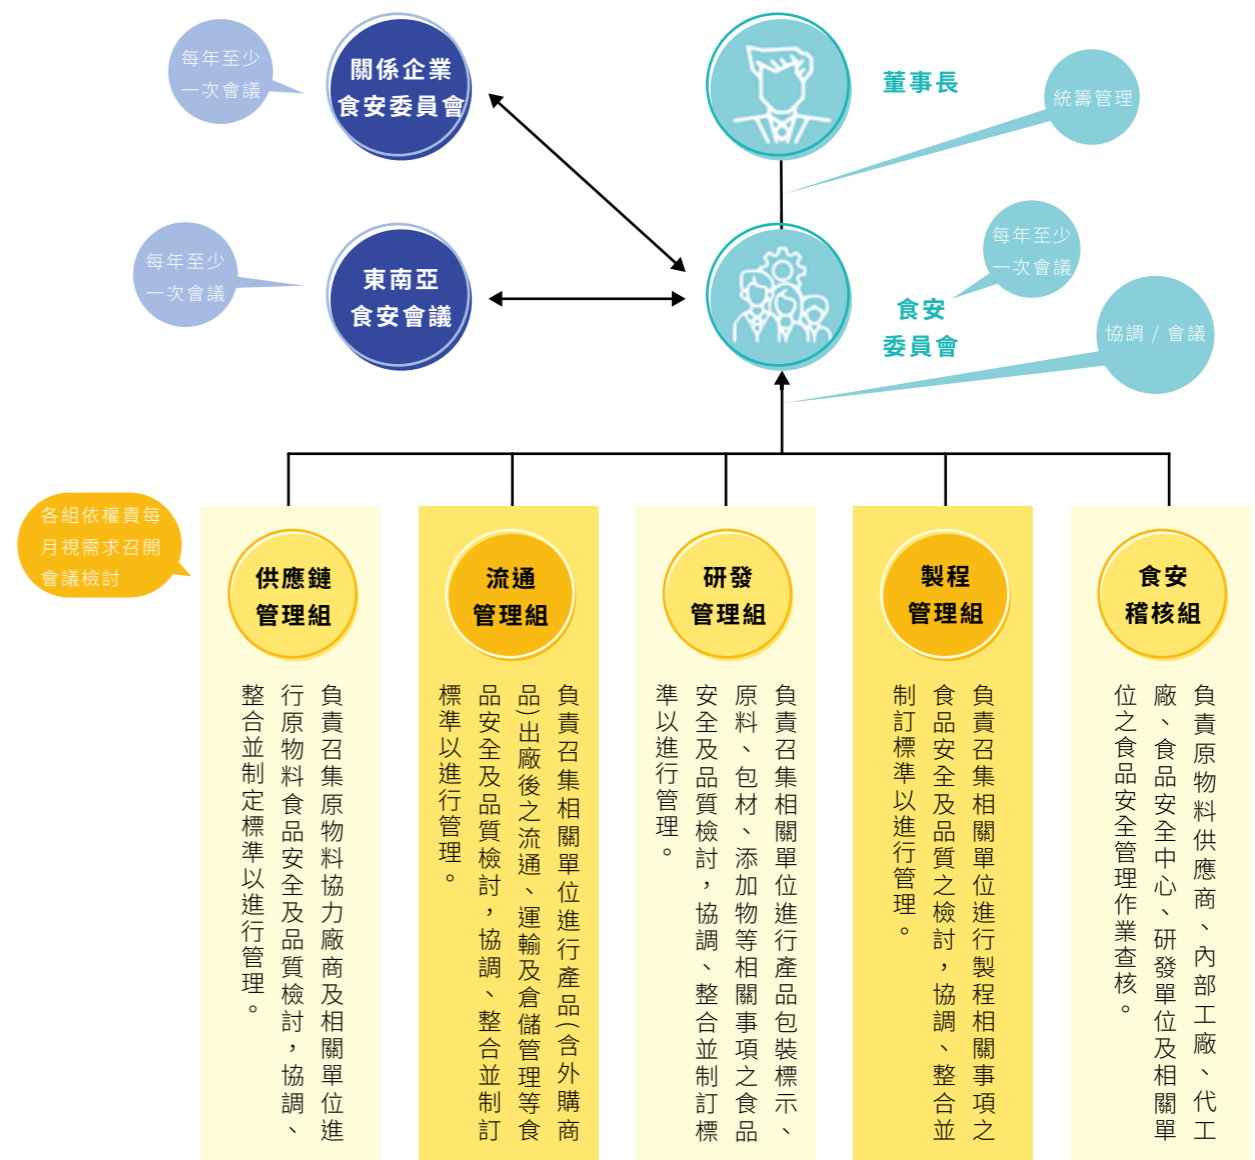 每年至少
一次會議
關係企業
食安委員會
董事長
統籌管理
每年至少
一次會議
東南亞
食安會議
每年至少
一次會議
食安
委員會
協調 / 會議
各組依權責每
月視需求召開
會議檢討
供應鏈
管理組
負責召集原物料協力廠商及相關單位進
行原物料食品安全及品質檢討，協調、
整合並制定標準以進行管理。
流通
管理組
負責召集相關單位進行產品(含外購商
品)出廠後之流通、運輸及倉儲管理等食
品安全及品質檢討，協調、整合並制訂
標準以進行管理。
研發
管理組
負責召集相關單位進行產品包裝標示、
原料、包材、添加物等相關事項之食品
安全及品質檢討，協調、整合並制訂標
準以進行管理。
製程
管理組
負責召集相關單位進行製程相關事項之
食品安全及品質之檢討，協調、整合並
制訂標準以進行管理。
食安
稽核組
負責原物料供應商、內部工廠、代工
廠、食品安全中心、研發單位及相關單
位之食品安全管理作業查核。